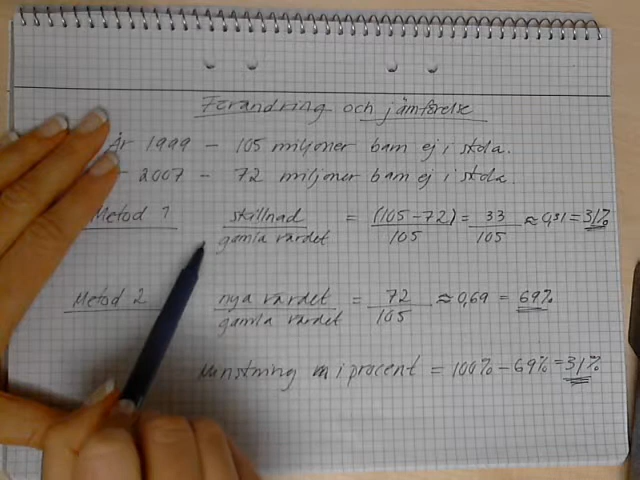 Förändring och jämförelse
År 1999 – 105 miljoner barn ej i skola.
2007 – 72 miljoner barn ej i skola.
Metod 1 skillnad / gamla värdet = (105-72) / 105 = 33 / 105 ≈ 0,31 = 31%
Metod 2 nya värdet / gamla värdet = 72 / 105 ≈ 0,69 = 69%
i procent = 100% - 69% = 31%